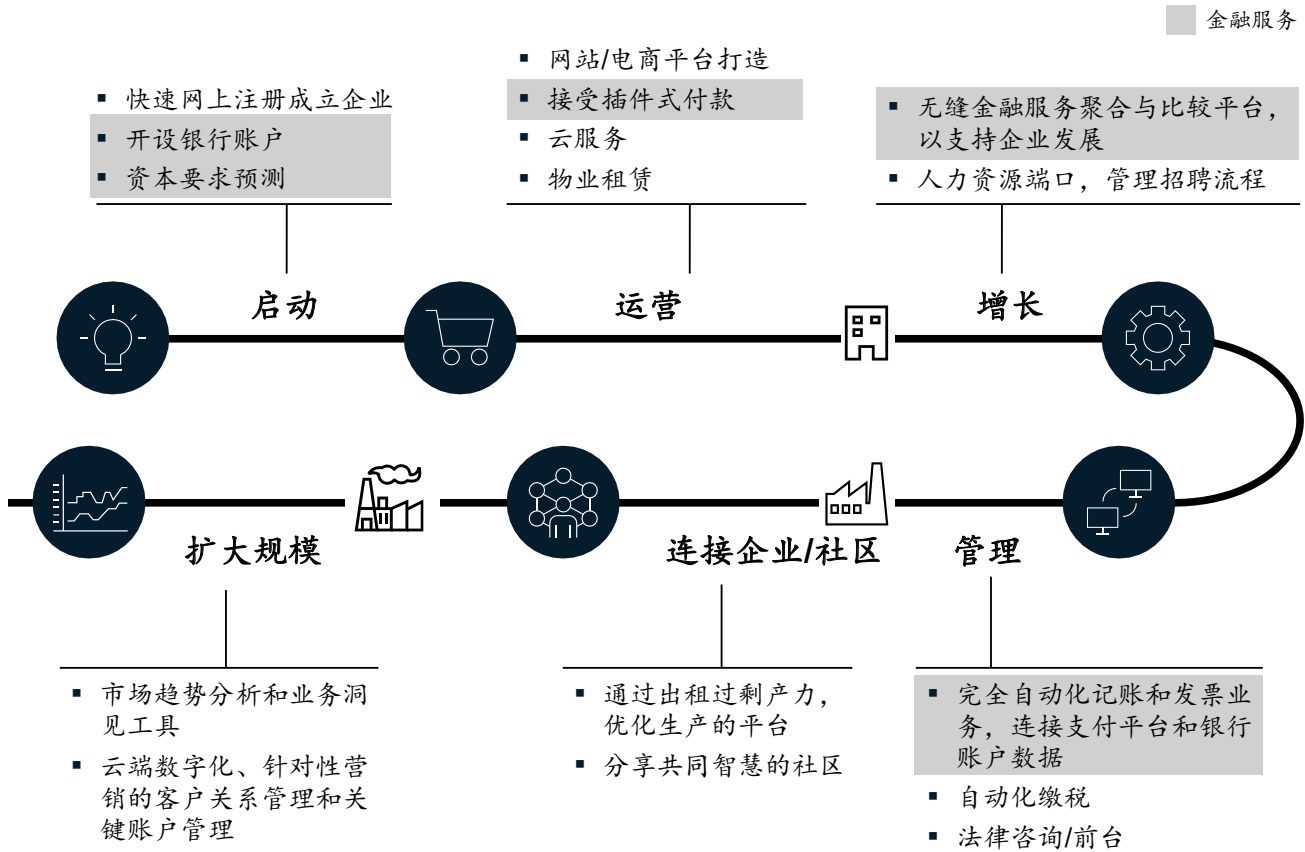 金融服务
▪ 快速网上注册成立企业
▪ 开设银行账户
▪ 资本要求预测
▪ 网站/电商平台打造
▪ 接受插件式付款
▪ 云服务
▪ 物业租赁
▪ 无缝金融服务聚合与比较平台，
以支持企业发展
▪ 人力资源端口，管理招聘流程
启动
运营
增长
扩大规模
连接企业/社区
管理
▪ 市场趋势分析和业务洞
见工具
▪ 云端数字化、针对性营
销的客户关系管理和关
键账户管理
▪ 通过出租过剩产力，
优化生产的平台
▪ 分享共同智慧的社区
▪ 完全自动化记账和发票业
务，连接支付平台和银行
账户数据
▪ 自动化缴税
▪ 法律咨询/前台